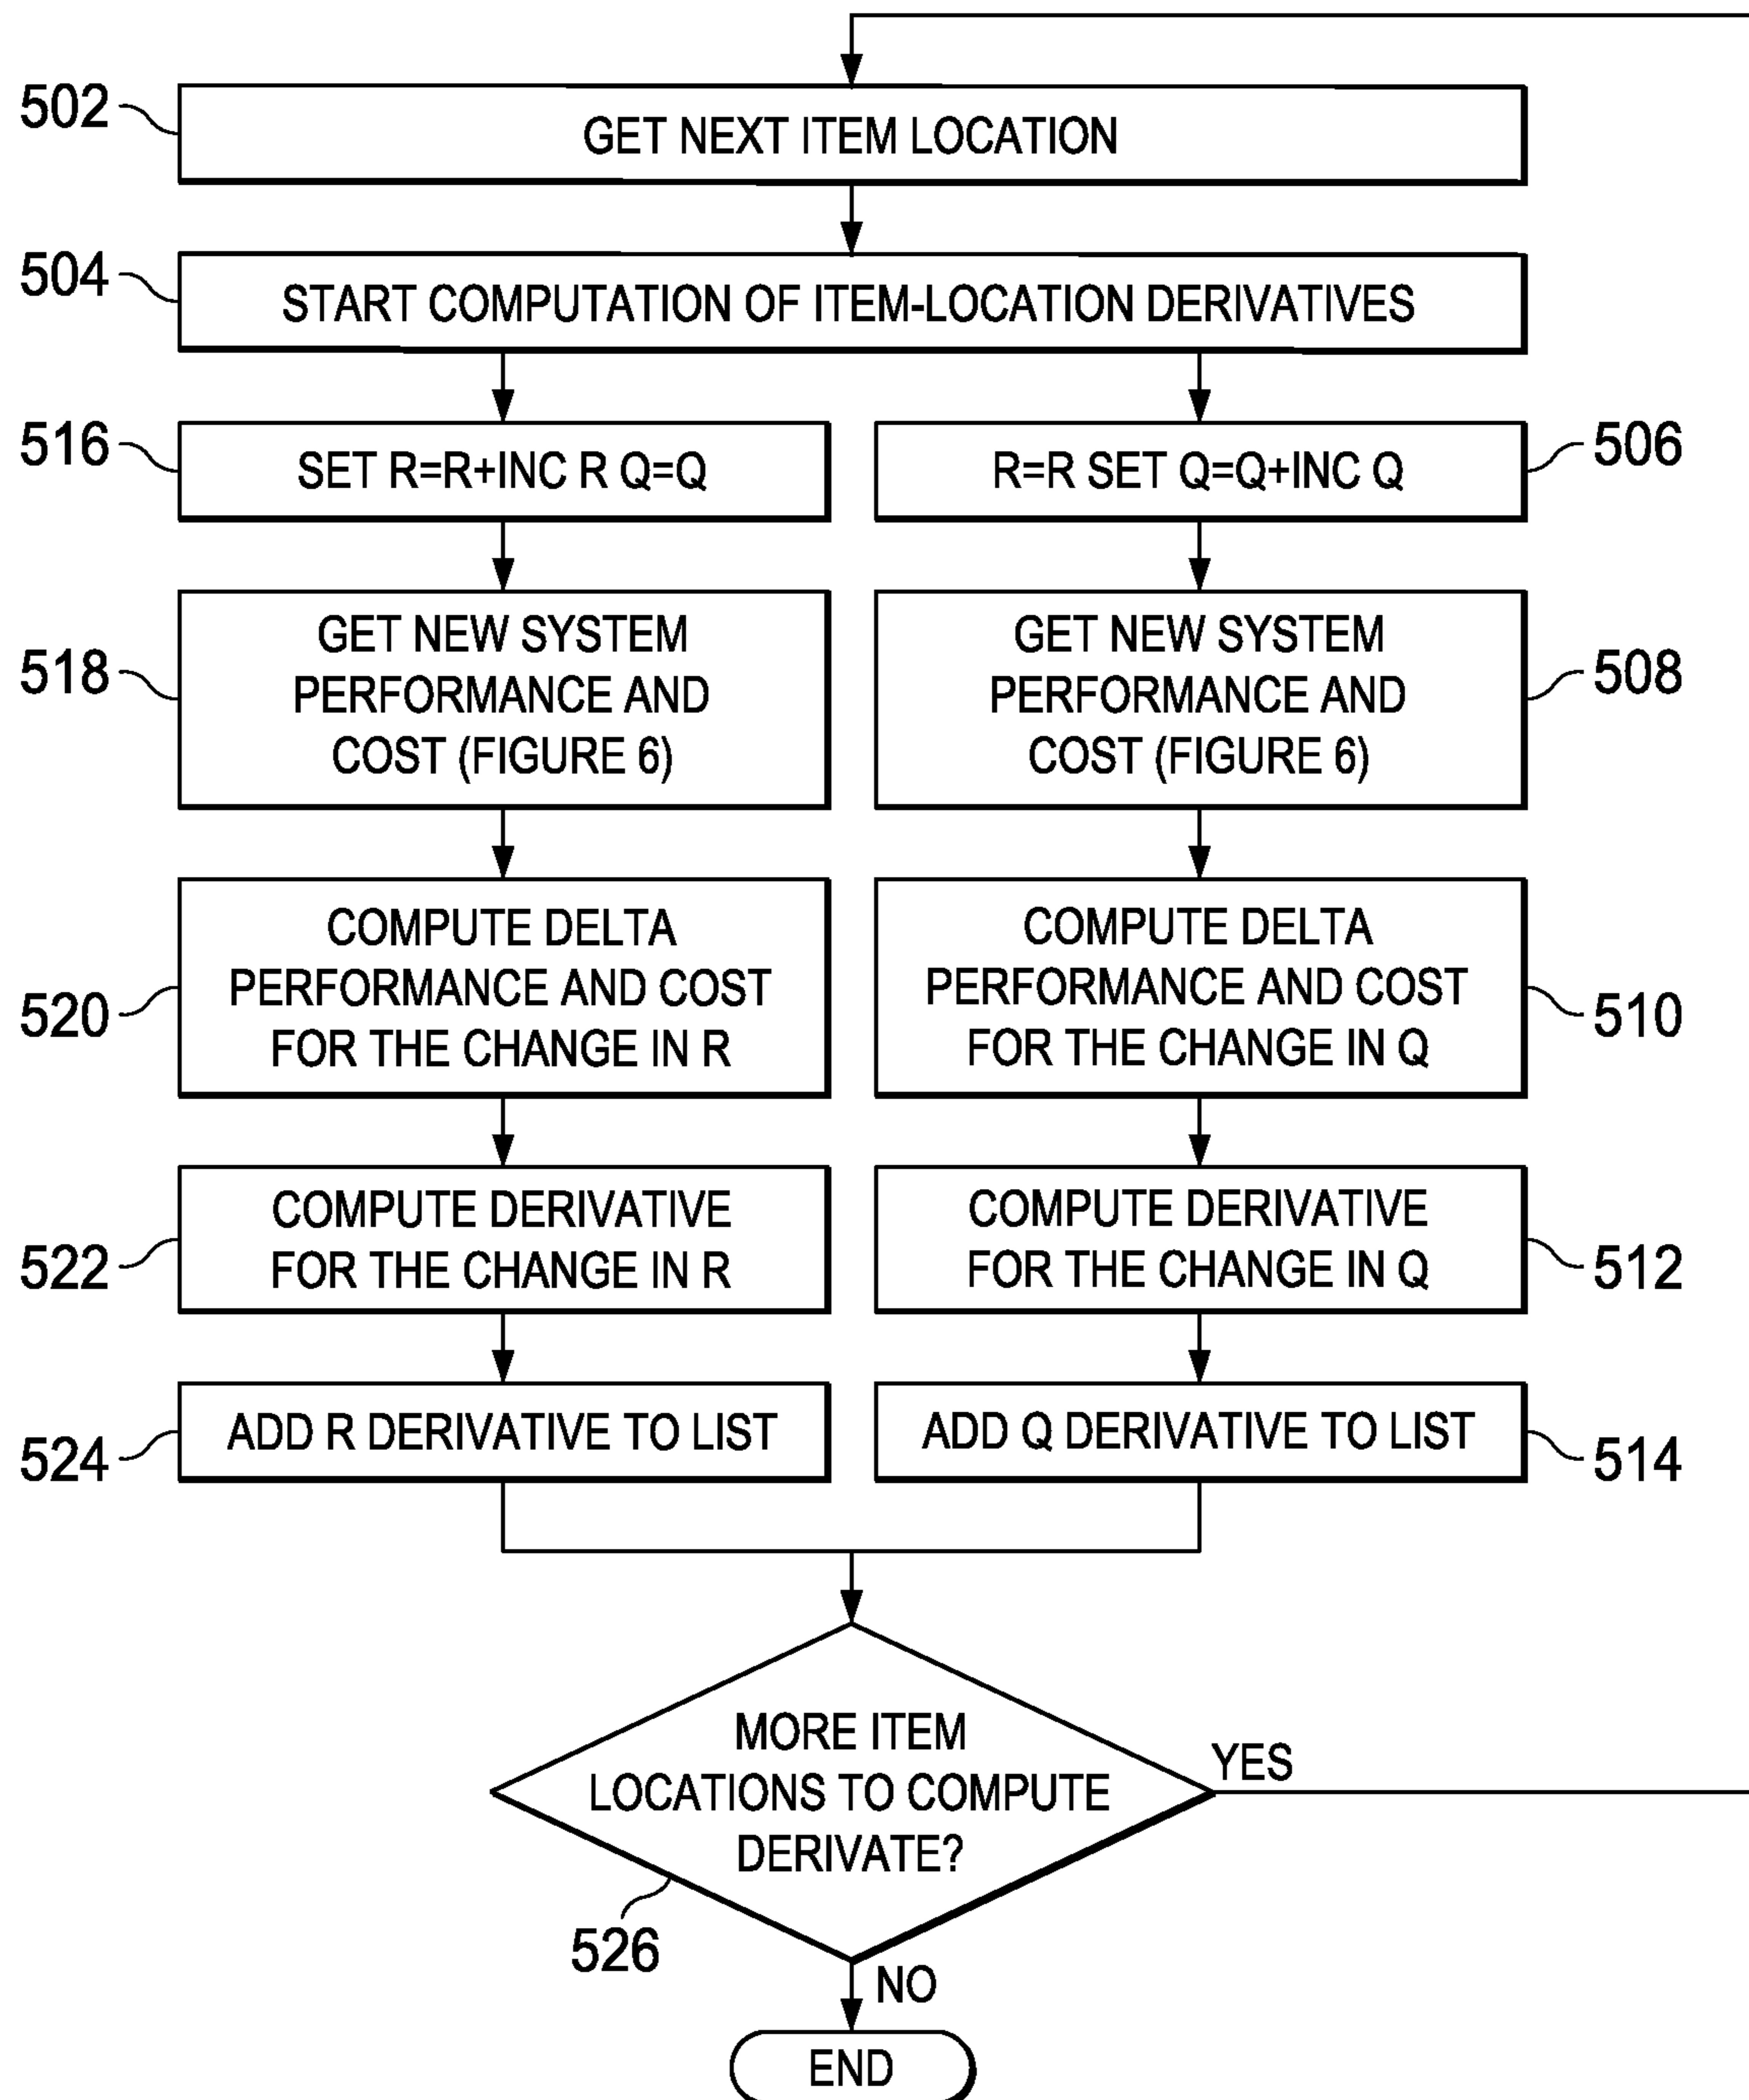 502
GET NEXT ITEM LOCATION
504
START COMPUTATION OF ITEM-LOCATION DERIVATIVES
516
SET R=R+INC R Q=Q
R=R SET Q=Q+INC Q
506
518
GET NEW SYSTEM
PERFORMANCE AND
COST (FIGURE 6)
GET NEW SYSTEM
PERFORMANCE AND
COST (FIGURE 6)
508
520
COMPUTE DELTA
PERFORMANCE AND COST
FOR THE CHANGE IN R
COMPUTE DELTA
PERFORMANCE AND COST
FOR THE CHANGE IN Q
510
522
COMPUTE DERIVATIVE
FOR THE CHANGE IN R
COMPUTE DERIVATIVE
FOR THE CHANGE IN Q
512
524
ADD R DERIVATIVE TO LIST
ADD Q DERIVATIVE TO LIST
514
MORE ITEM
LOCATIONS TO COMPUTE
DERIVATE?
YES
526
NO
END